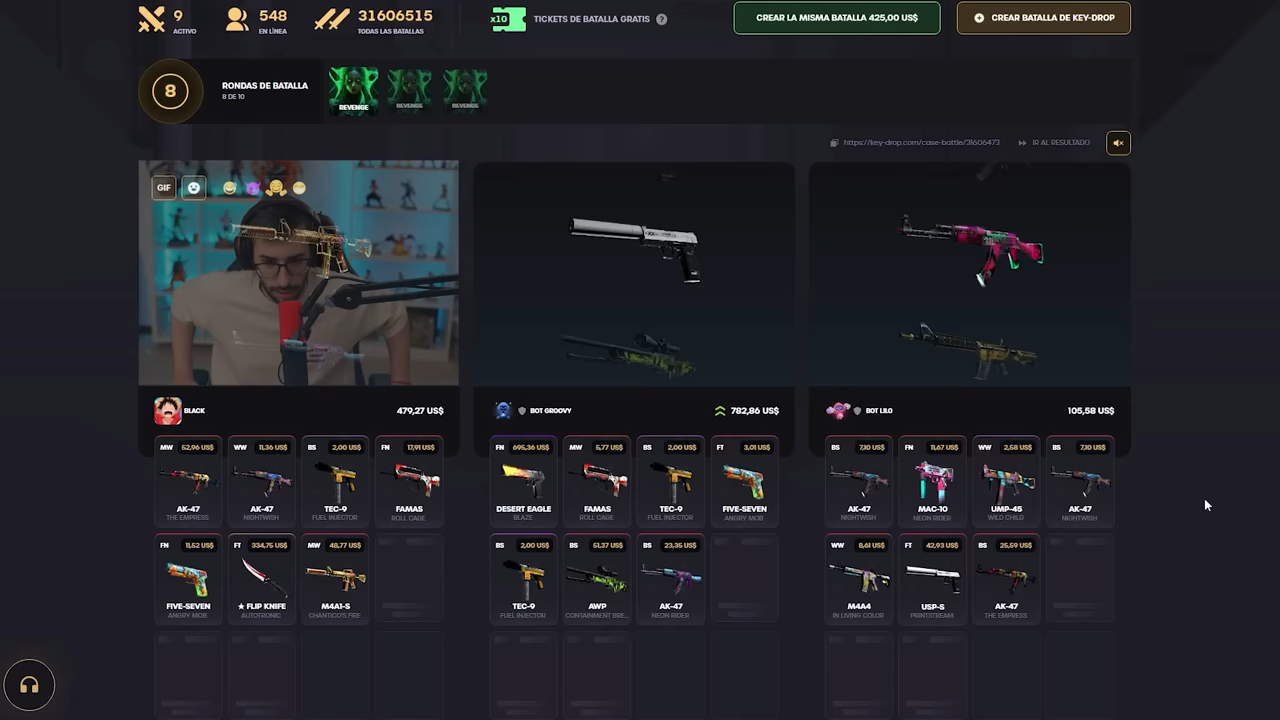 9
ACTIVO
548
EN LÍNEA
31606515
TODAS LAS BATALLAS
x10
TICKETS DE BATALLA GRATIS ?
CREAR LA MISMA BATALLA 425,00 US$
CREAR BATALLA DE KEY-DROP
8
RONDAS DE BATALLA
8 DE 10
REVENGE
REVENGE
REVENGE
https://key-drop.com/case-battle/31606473
IR AL RESULTADO
GIF
BLACK
479,27 US$
BOT GROOVY
782,86 US$
BOT LILO
105,58 US$
MW 52,96 US$
WW 11,36 US$
BS 2,00 US$
FN 17,91 US$
FN 695,36 US$
MW 5,77 US$
BS 2,00 US$
FT 3,01 US$
BS 7,10 US$
FN 11,67 US$
WW 2,58 US$
BS 7,10 US$
AK-47
THE EMPRESS
AK-47
NIGHTWISH
TEC-9
FUEL INJECTOR
FAMAS
ROLL CAGE
DESERT EAGLE
BLAZE
FAMAS
ROLL CAGE
TEC-9
FUEL INJECTOR
FIVE-SEVEN
ANGRY MOB
AK-47
NIGHTWISH
MAC-10
NEON RIDER
UMP-45
WILD CHILD
AK-47
NIGHTWISH
FN 11,52 US$
FT 334,75 US$
MW 48,77 US$
BS 2,00 US$
BS 51,37 US$
BS 23,35 US$
WW 8,61 US$
FT 42,93 US$
BS 25,59 US$
FIVE-SEVEN
ANGRY MOB
★ FLIP KNIFE
AUTOTRONIC
M4A1-S
CHANTICO'S FIRE
TEC-9
FUEL INJECTOR
AWP
CONTAINMENT BRE...
AK-47
NEON RIDER
M4A4
IN LIVING COLOR
USP-S
PRINTSTREAM
AK-47
THE EMPRESS